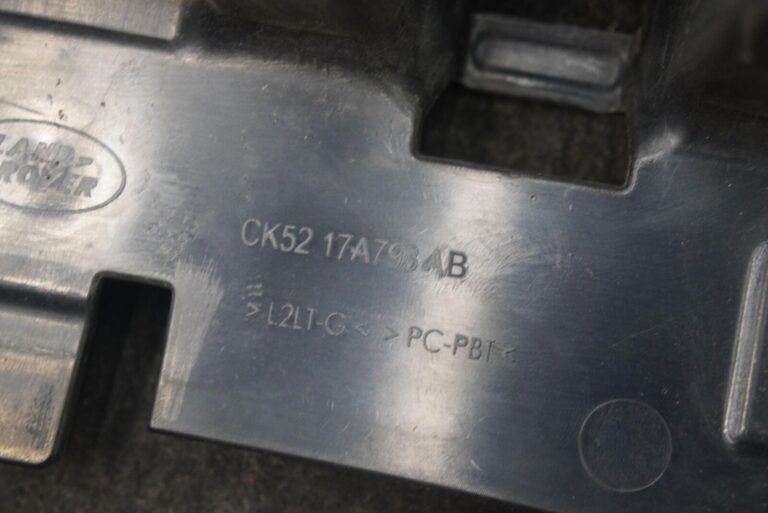 LAND
ROVER
CK52 17A793 AB
>L2LT-G< >PC-PBT<